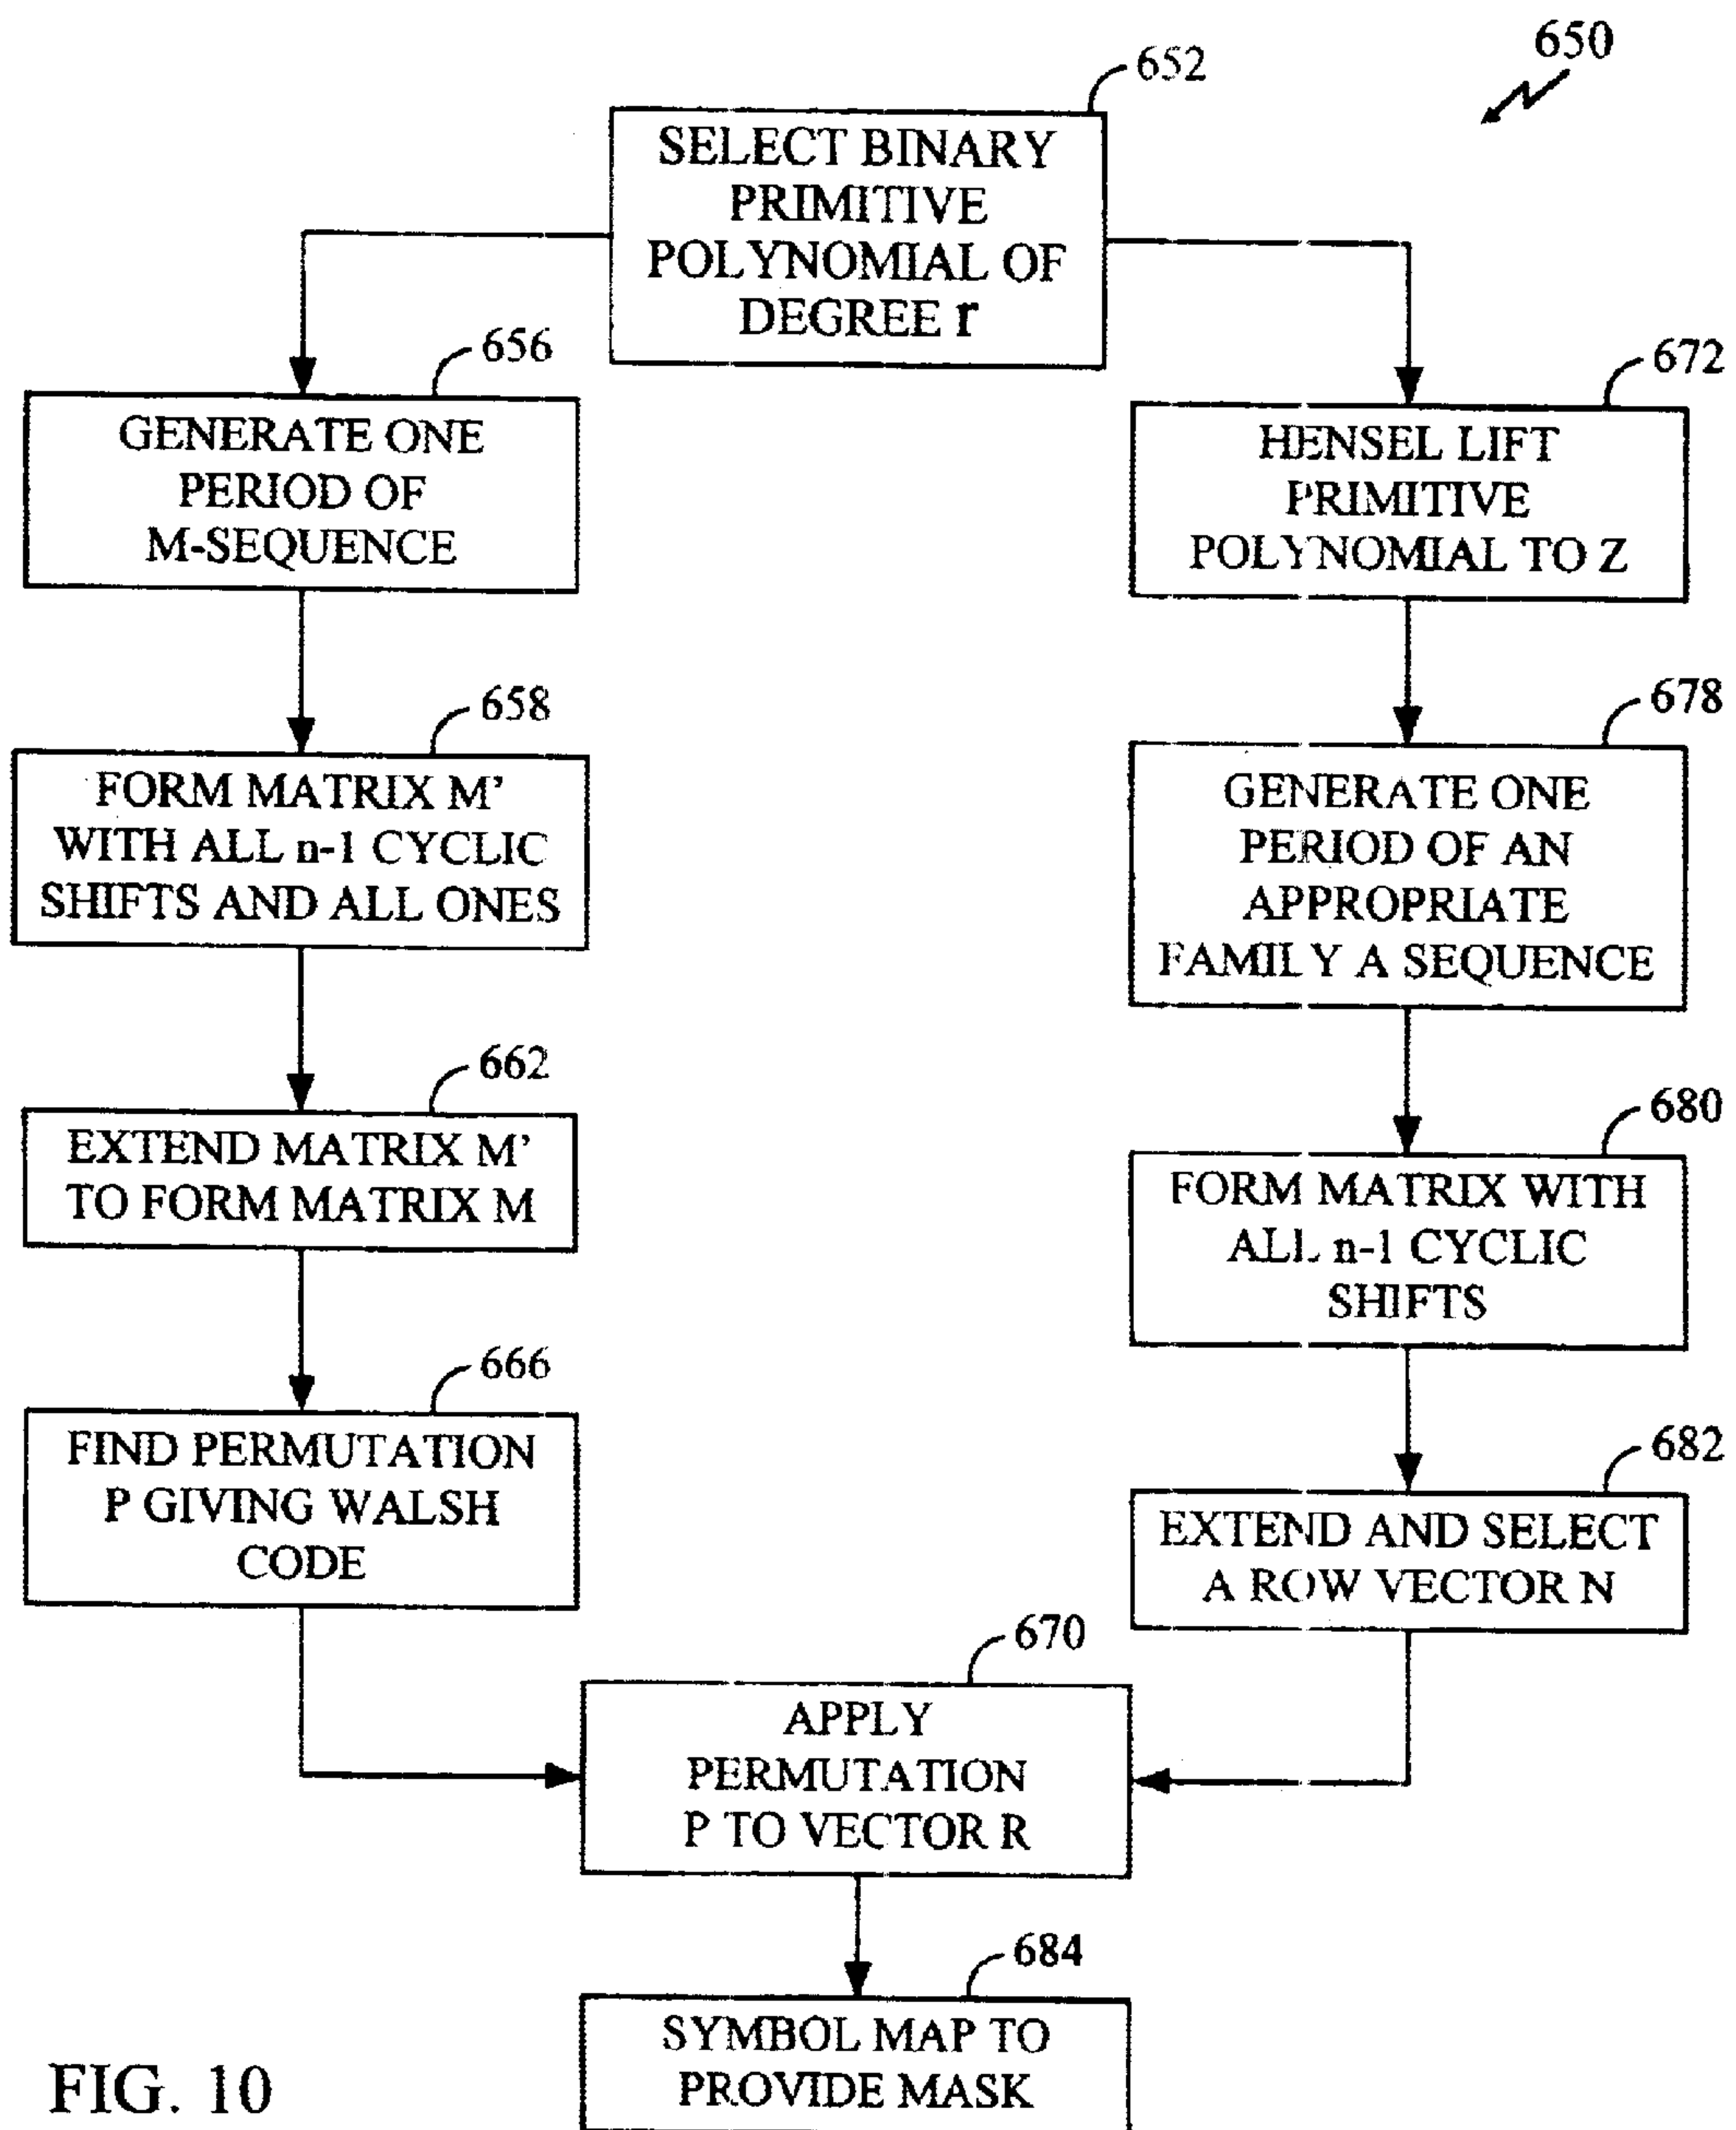 650
652
SELECT BINARY
PRIMITIVE
POLYNOMIAL OF
DEGREE r
656
GENERATE ONE
PERIOD OF
M-SEQUENCE
672
HENSEL LIFT
PRIMITIVE
POLYNOMIAL TO Z
658
FORM MATRIX M'
WITH ALL n-1 CYCLIC
SHIFTS AND ALL ONES
678
GENERATE ONE
PERIOD OF AN
APPROPRIATE
FAMILY A SEQUENCE
662
EXTEND MATRIX M'
TO FORM MATRIX M
680
FORM MATRIX WITH
ALL n-1 CYCLIC
SHIFTS
666
FIND PERMUTATION
P GIVING WALSH
CODE
682
EXTEND AND SELECT
A ROW VECTOR N
670
APPLY
PERMUTATION
P TO VECTOR R
684
SYMBOL MAP TO
PROVIDE MASK
FIG. 10